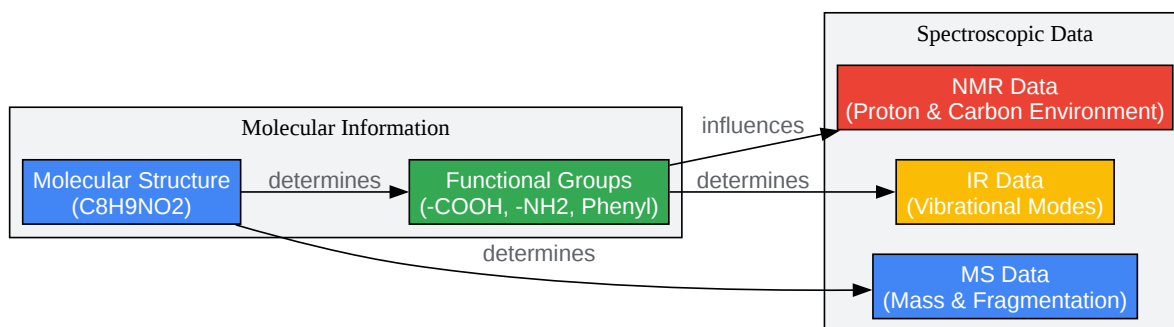 Spectroscopic Data
NMR Data
(Proton & Carbon Environment)
Molecular Information
influences
Molecular Structure
(C8H9NO2)
determines
Functional Groups
(-COOH, -NH2, Phenyl)
determines
IR Data
(Vibrational Modes)
determines
MS Data
(Mass & Fragmentation)